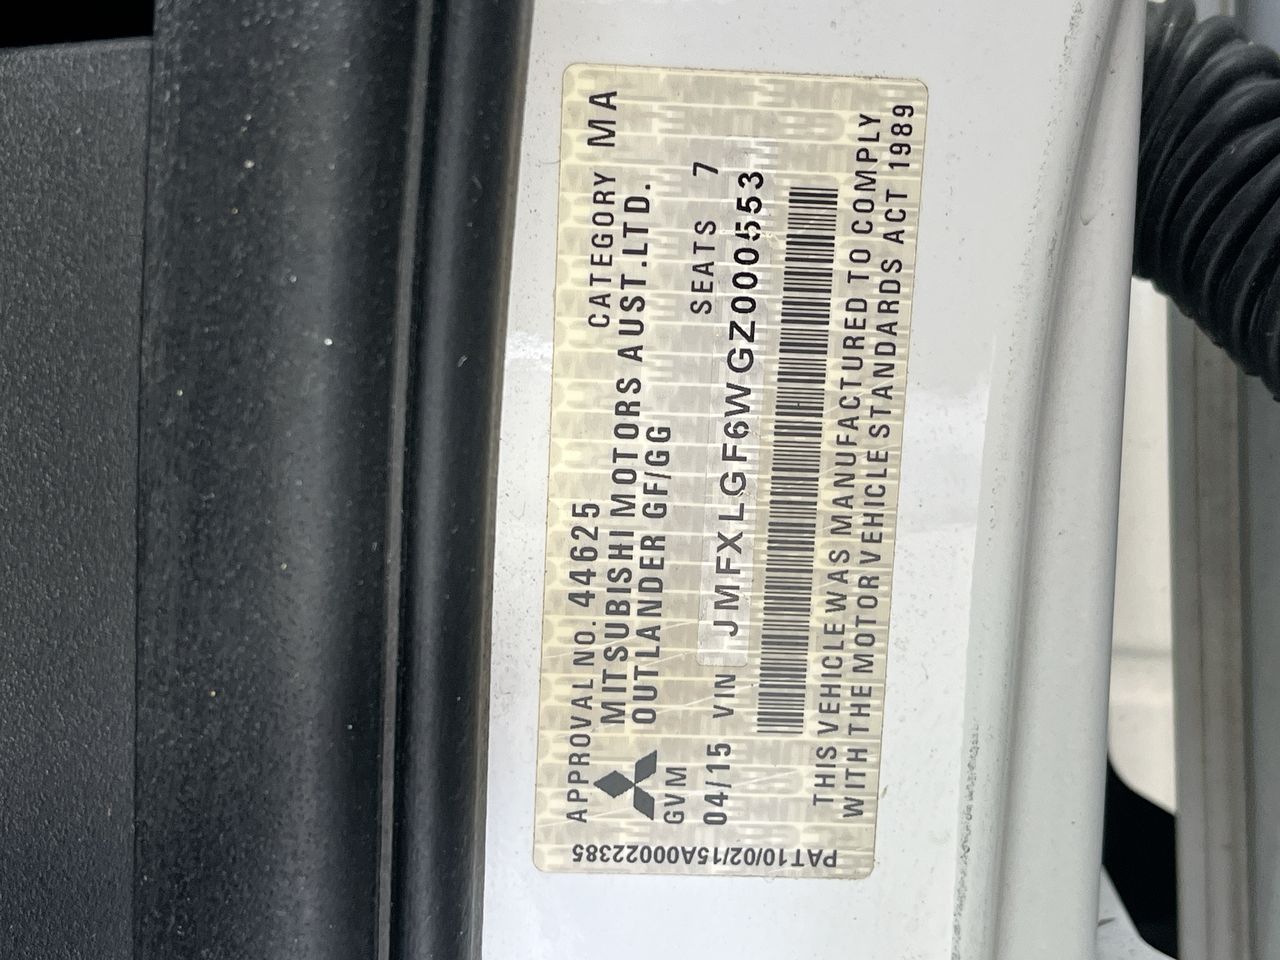 APPROVAL NO. 44625 CATEGORY MA
MITSUBISHI MOTORS AUST.LTD.
OUTLANDER GF/GG
GVM SEATS 7
04/15 VIN JMFXLGF6WGZ000553
THIS VEHICLE WAS MANUFACTURED TO COMPLY
WITH THE MOTOR VEHICLE STANDARDS ACT 1989
PAT10/02/15A00022385